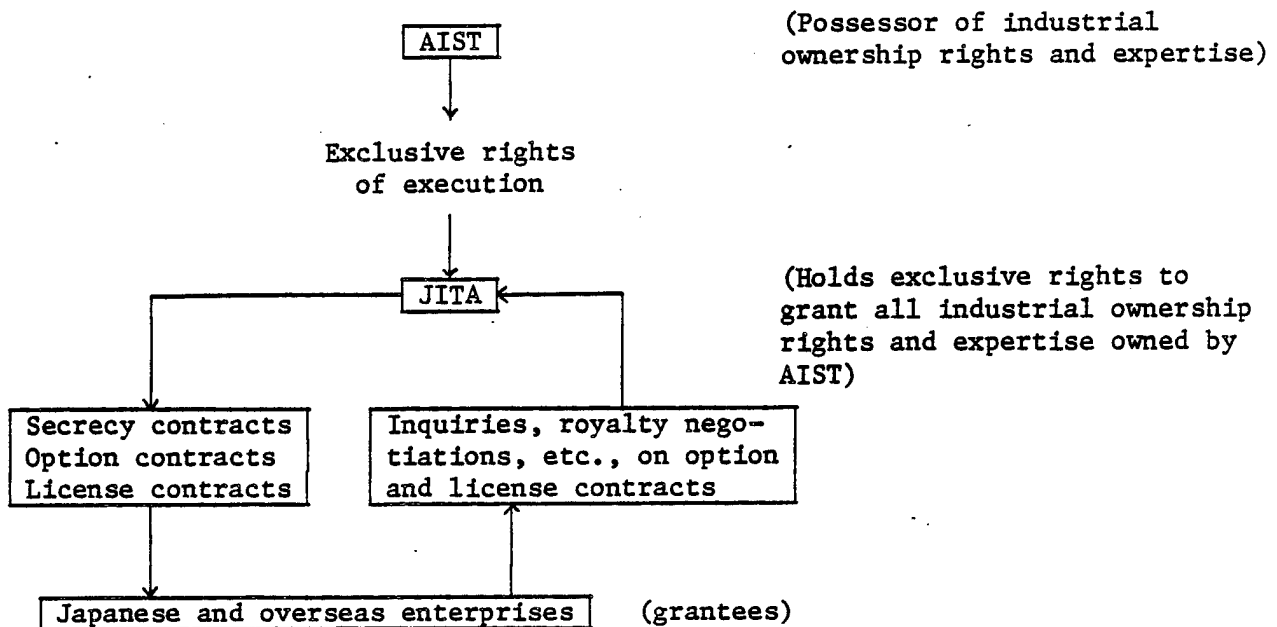 AIST
(Possessor of industrial
ownership rights and expertise)
Exclusive rights
of execution
JITA
(Holds exclusive rights to
grant all industrial ownership
rights and expertise owned by
AIST)
Secrecy contracts
Option contracts
License contracts
Inquiries, royalty nego-
tiations, etc., on option
and license contracts
Japanese and overseas enterprises
(grantees)